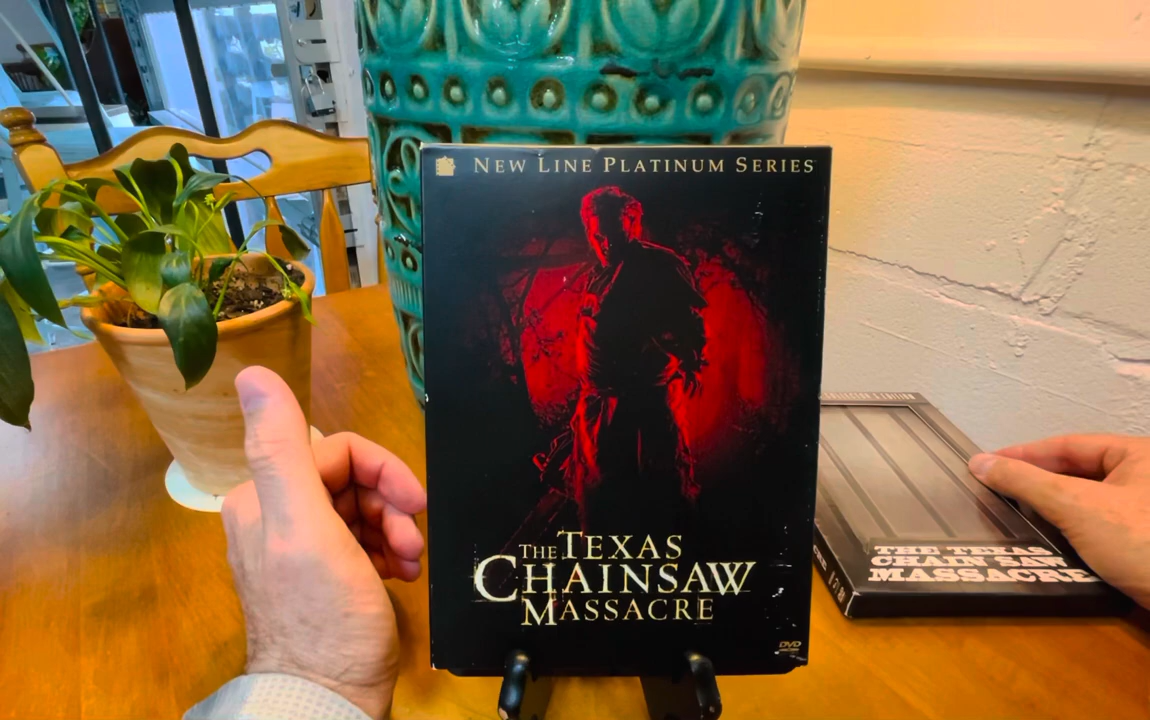 NEW LINE PLATINUM SERIES
THE TEXAS
CHAINSAW
MASSACRE
DVD
THE TEXAS
CHAIN SAW
MASSACRE